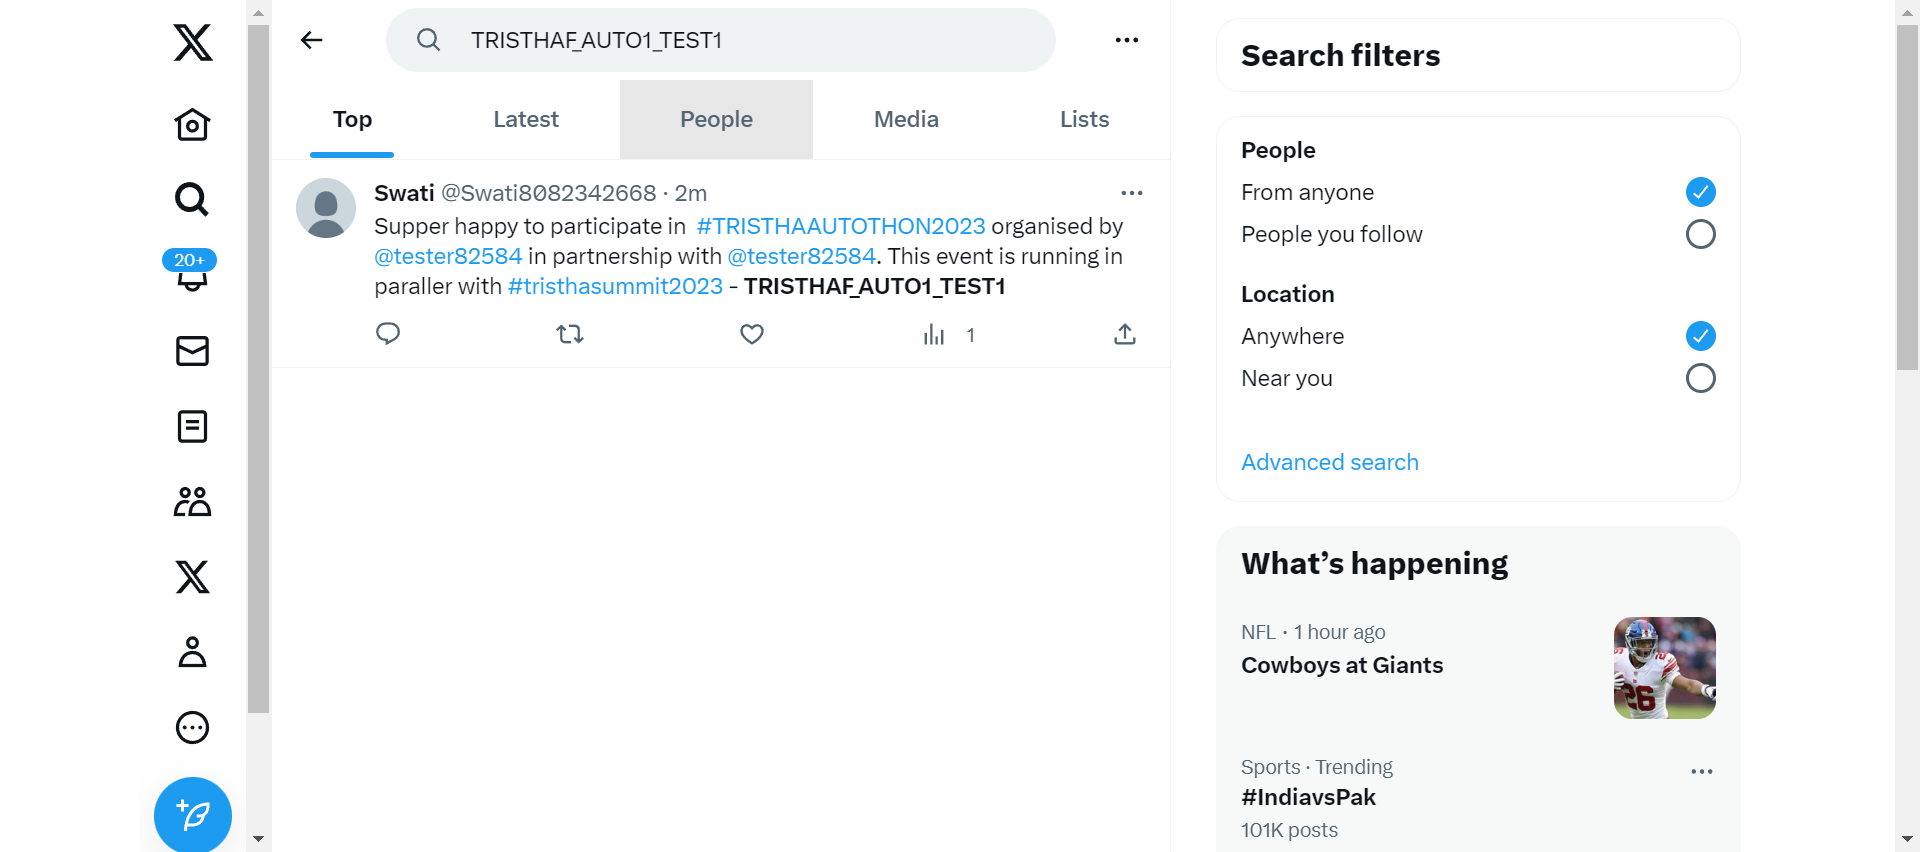 TRISTHAF_AUTO1_TEST1
Top Latest People Media Lists
20+
Swati @Swati8082342668 · 2m
Supper happy to participate in #TRISTHAAUTOTHON2023 organised by
@tester82584 in partnership with @tester82584. This event is running in
paraller with #tristhasummit2023 - TRISTHAF_AUTO1_TEST1
1
Search filters
People
From anyone
People you follow
Location
Anywhere
Near you
Advanced search
What’s happening
NFL · 1 hour ago
Cowboys at Giants
26
Sports · Trending
#IndiavsPak
101K posts